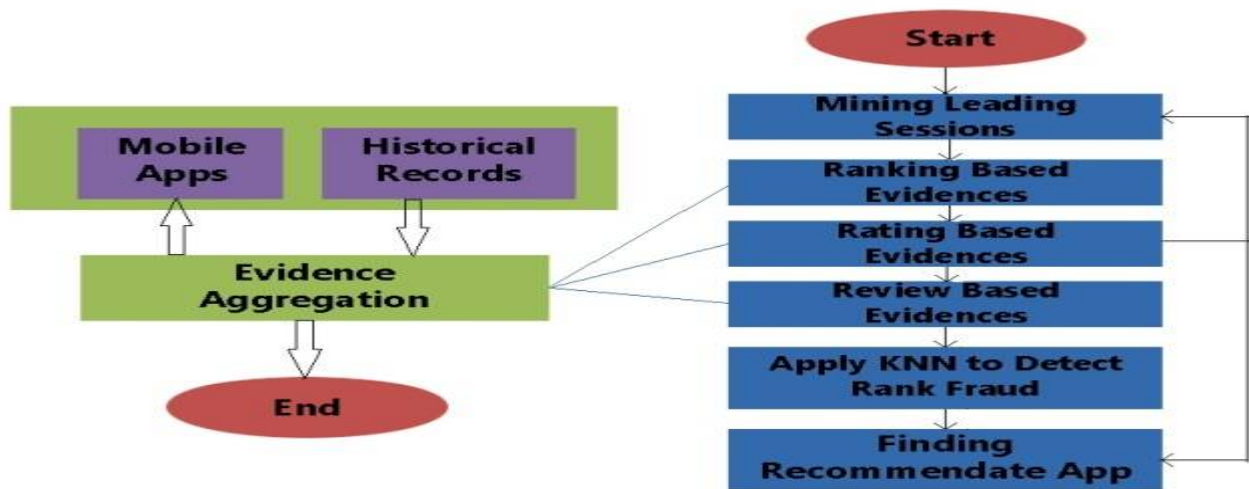 Start
Mining Leading
Sessions
Mobile
Apps
Historical
Records
Ranking Based
Evidences
Rating Based
Evidences
Evidence
Aggregation
Review Based
Evidences
Apply KNN to Detect
Rank Fraud
End
Finding
Recommendate App